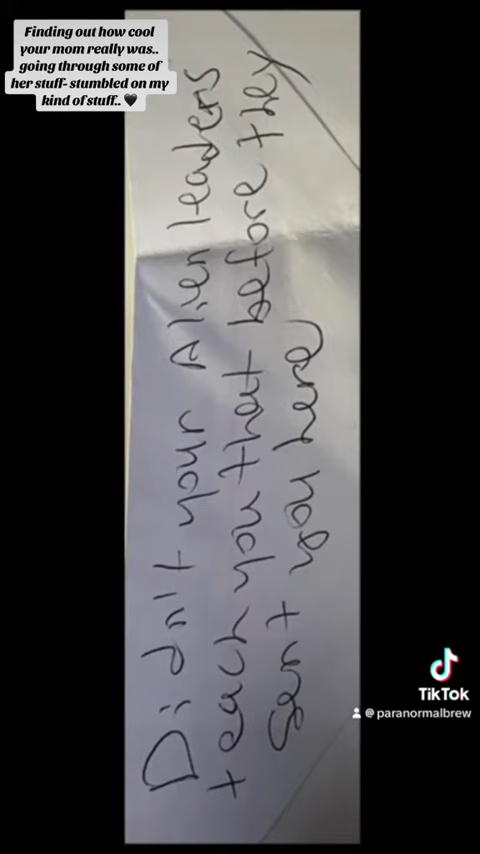 Finding out how cool
your mom really was..
going through some of
her stuff- stumbled on my
kind of stuff.. 🖤
Didn't your Alien leaders
teach you that before they
sent you here
TikTok
@ paranormalbrew